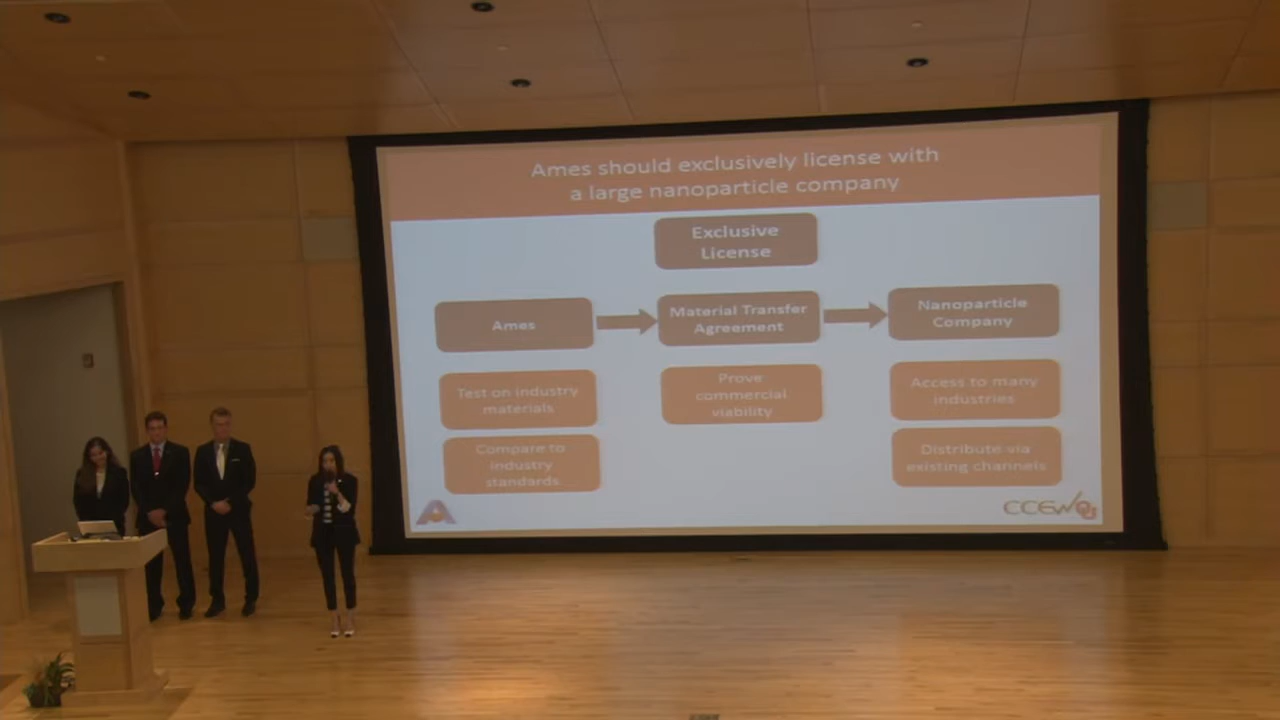 Ames should exclusively license with
a large nanoparticle company
Exclusive
License
Ames
Material Transfer
Agreement
Nanoparticle
Company
Test on industry
materials
Prove
commercial
viability
Access to many
industries
Compare to
industry
standards
Distribute via
existing channels
CCEW